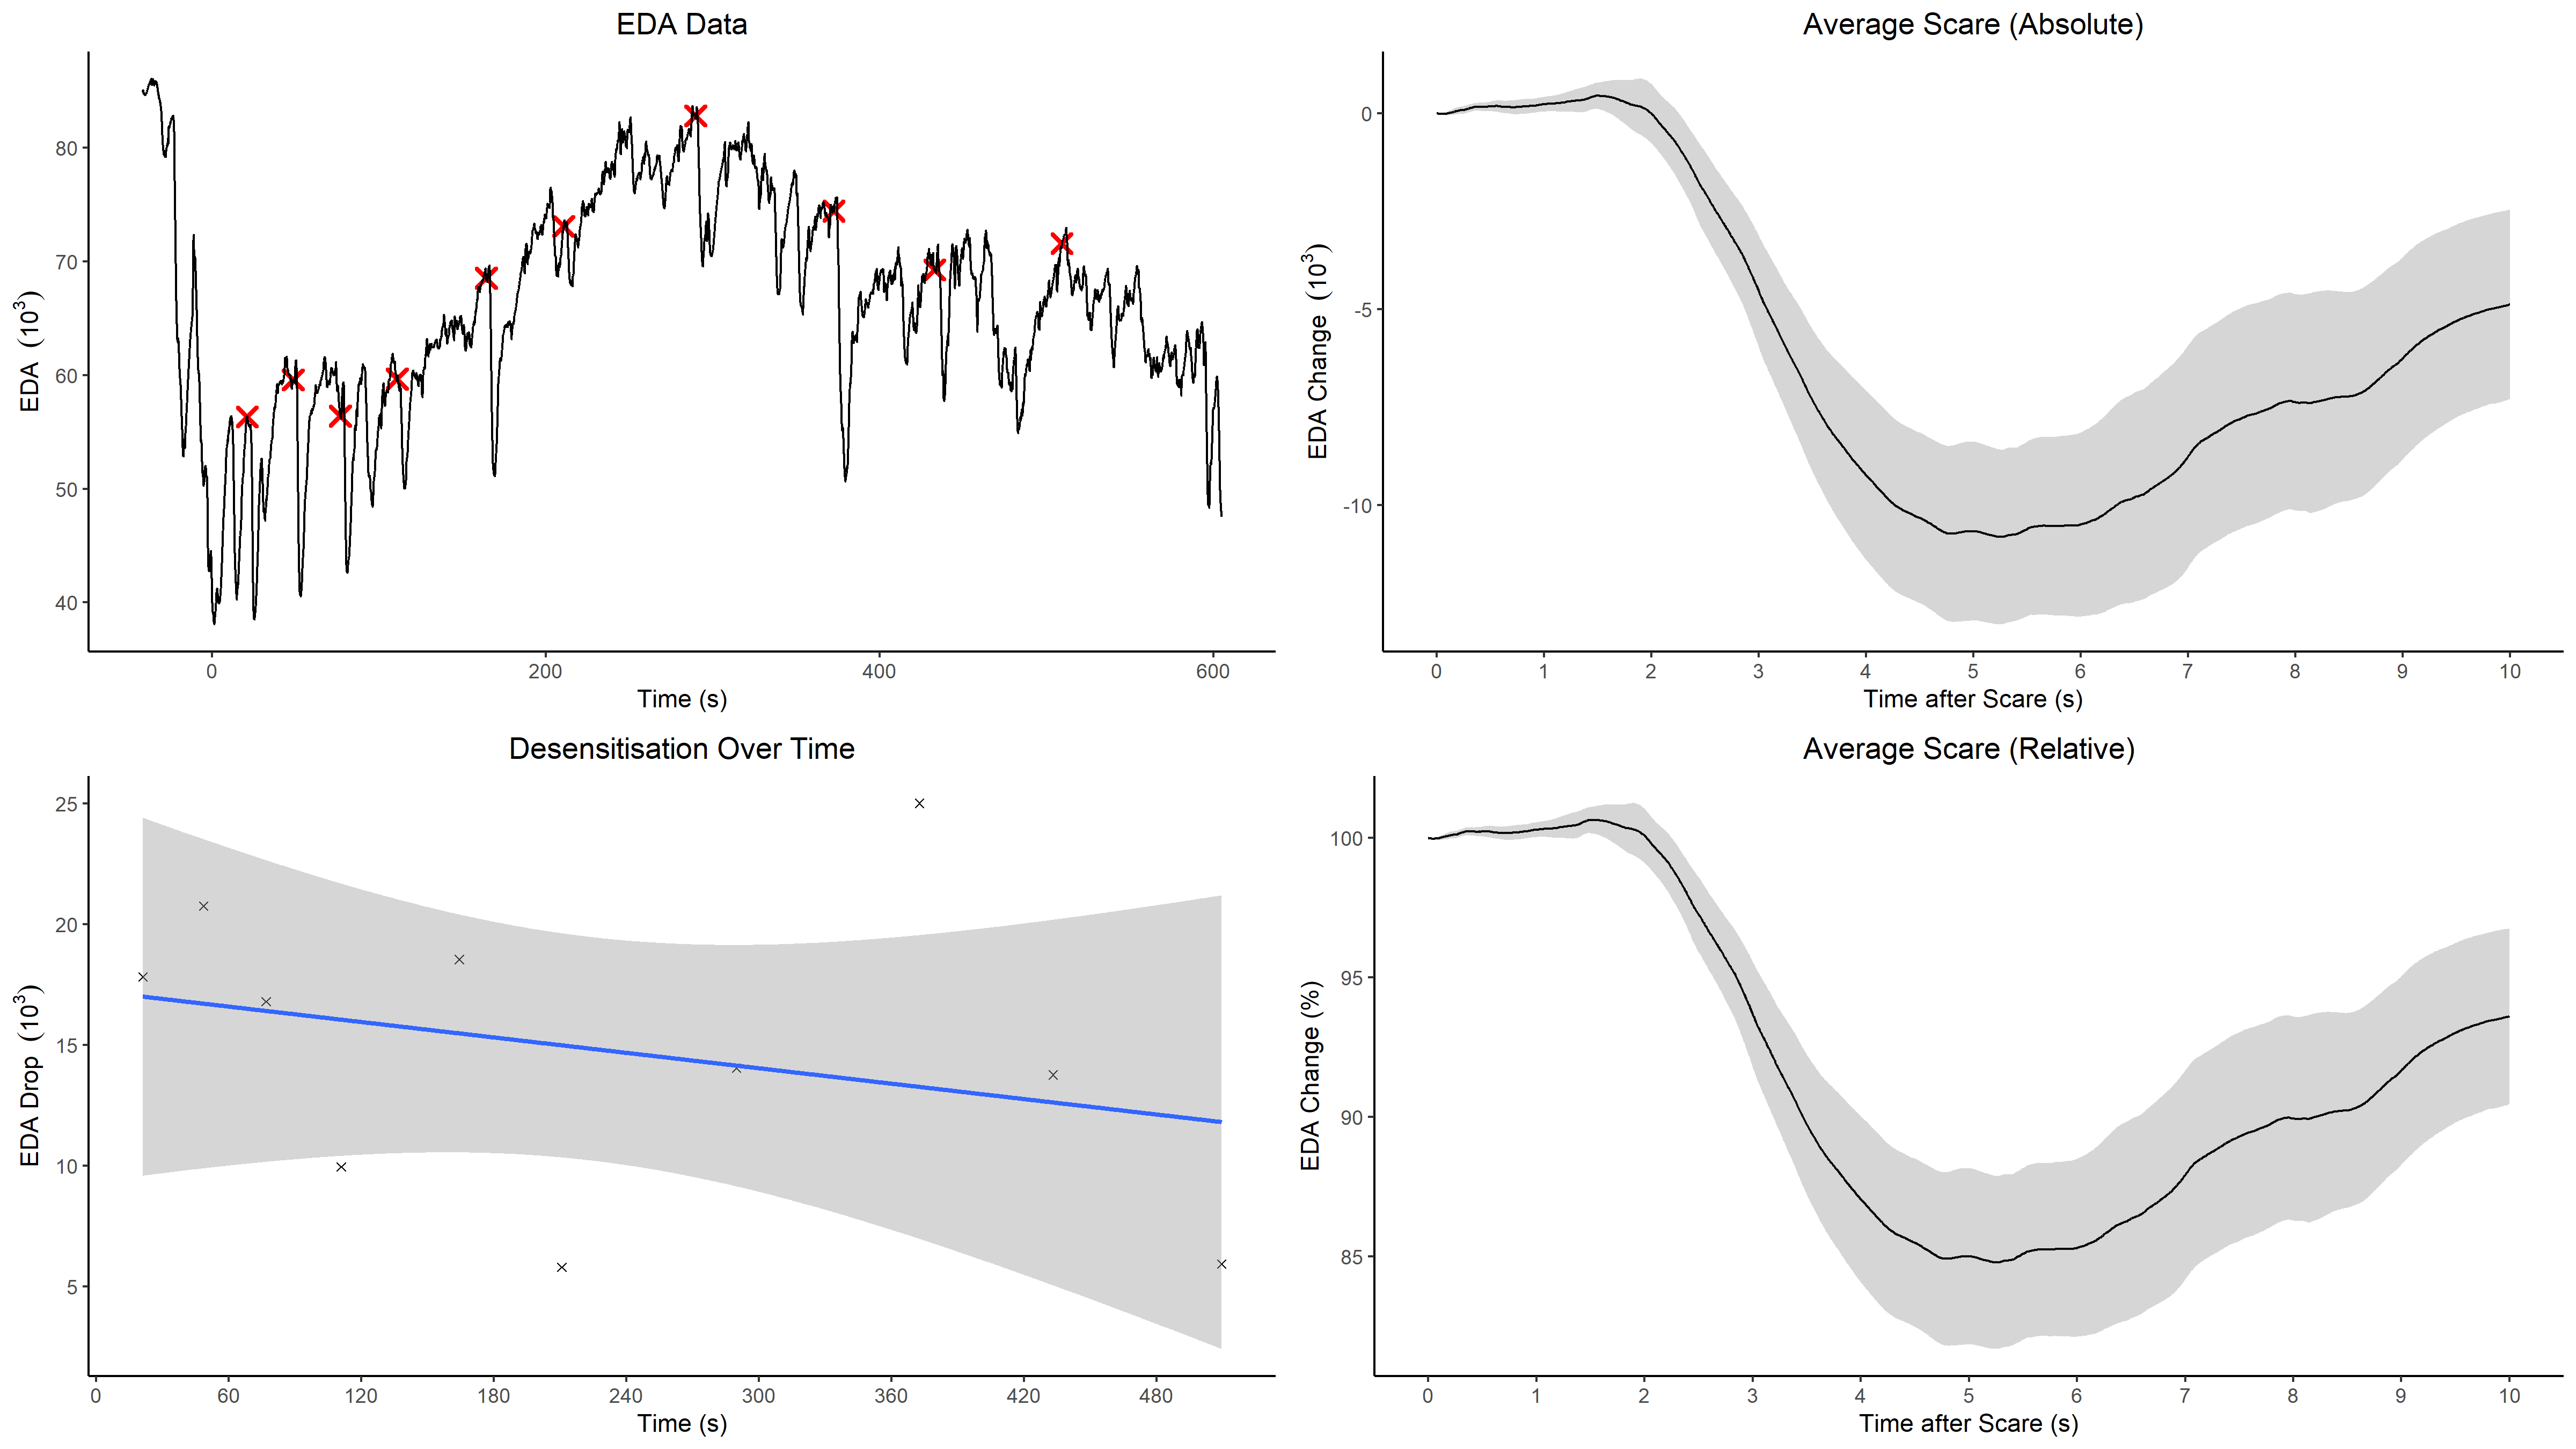 EDA Data
EDA (10³)
80
70
60
50
40
0 200 400 600
Time (s)
Average Scare (Absolute)
EDA Change (10³)
0
-5
-10
0 1 2 3 4 5 6 7 8 9 10
Time after Scare (s)
Desensitisation Over Time
EDA Drop (10³)
25
20
15
10
5
0 60 120 180 240 300 360 420 480
Time (s)
Average Scare (Relative)
EDA Change (%)
100
95
90
85
0 1 2 3 4 5 6 7 8 9 10
Time after Scare (s)